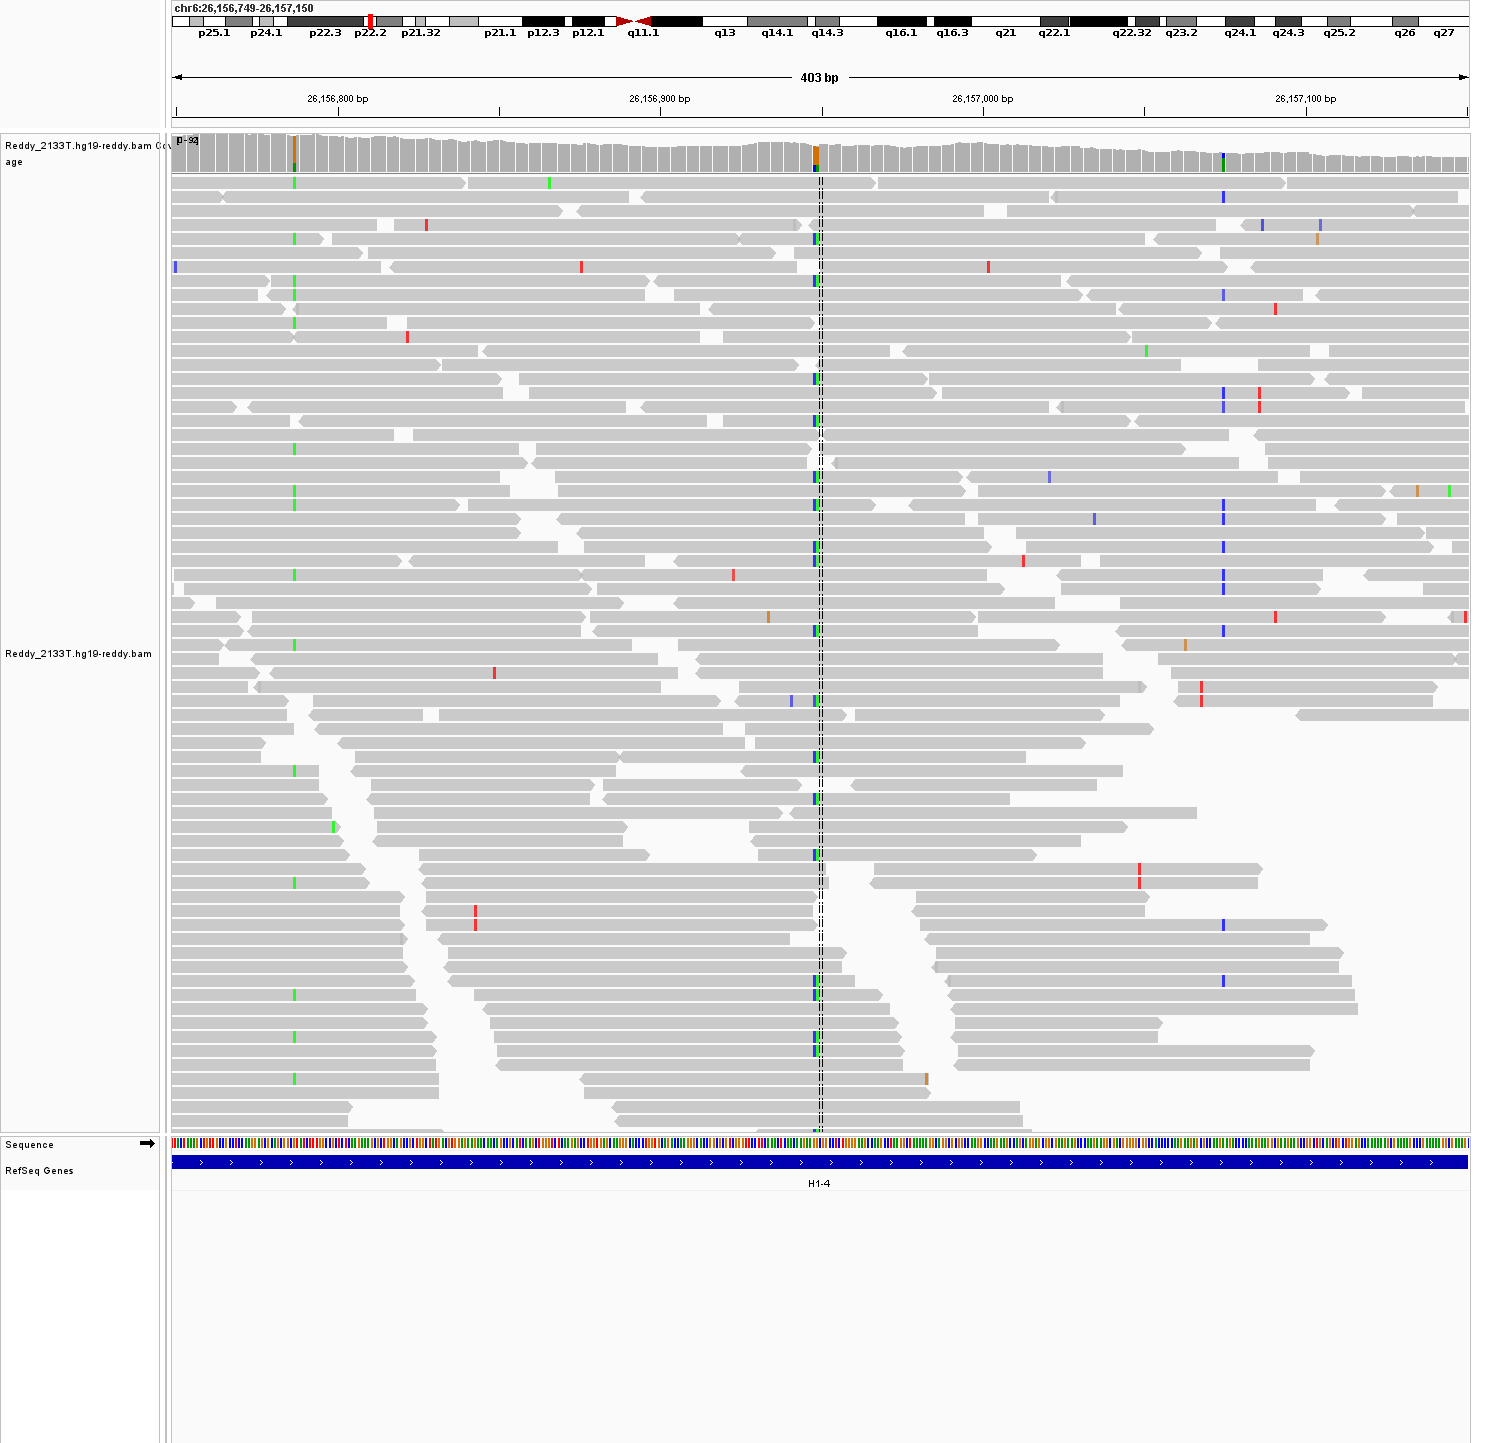 chr6:26,156,749-26,157,150
p25.1 p24.1 p22.3 p22.2 p21.32 p21.1 p12.3 p12.1 q11.1 q13 q14.1 q14.3 q16.1 q16.3 q21 q22.1 q22.32 q23.2 q24.1 q24.3 q25.2 q26 q27
403 bp
26,156,800 bp 26,156,900 bp 26,157,000 bp 26,157,100 bp
[0-92]
Reddy_2133T.hg19-reddy.bam Cov
age
Reddy_2133T.hg19-reddy.bam
Sequence
RefSeq Genes
H1-4